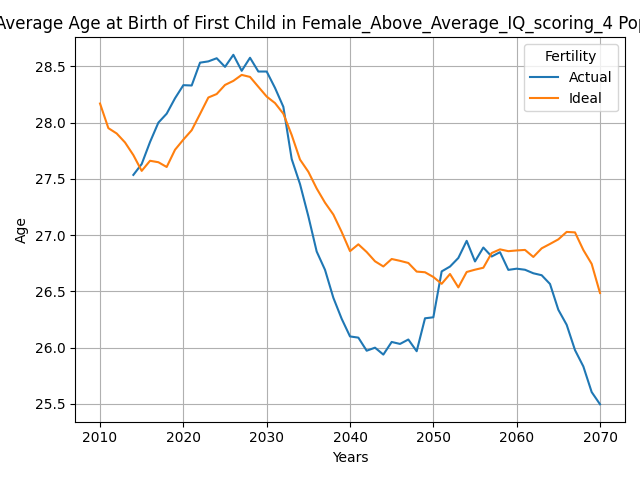 Average Age at Birth of First Child in Female_Above_Average_IQ_scoring_4
Fertility
Actual
Ideal
28.5
28.0
27.5
27.0
26.5
26.0
25.5
Age
2010 2020 2030 2040 2050 2060 2070
Years